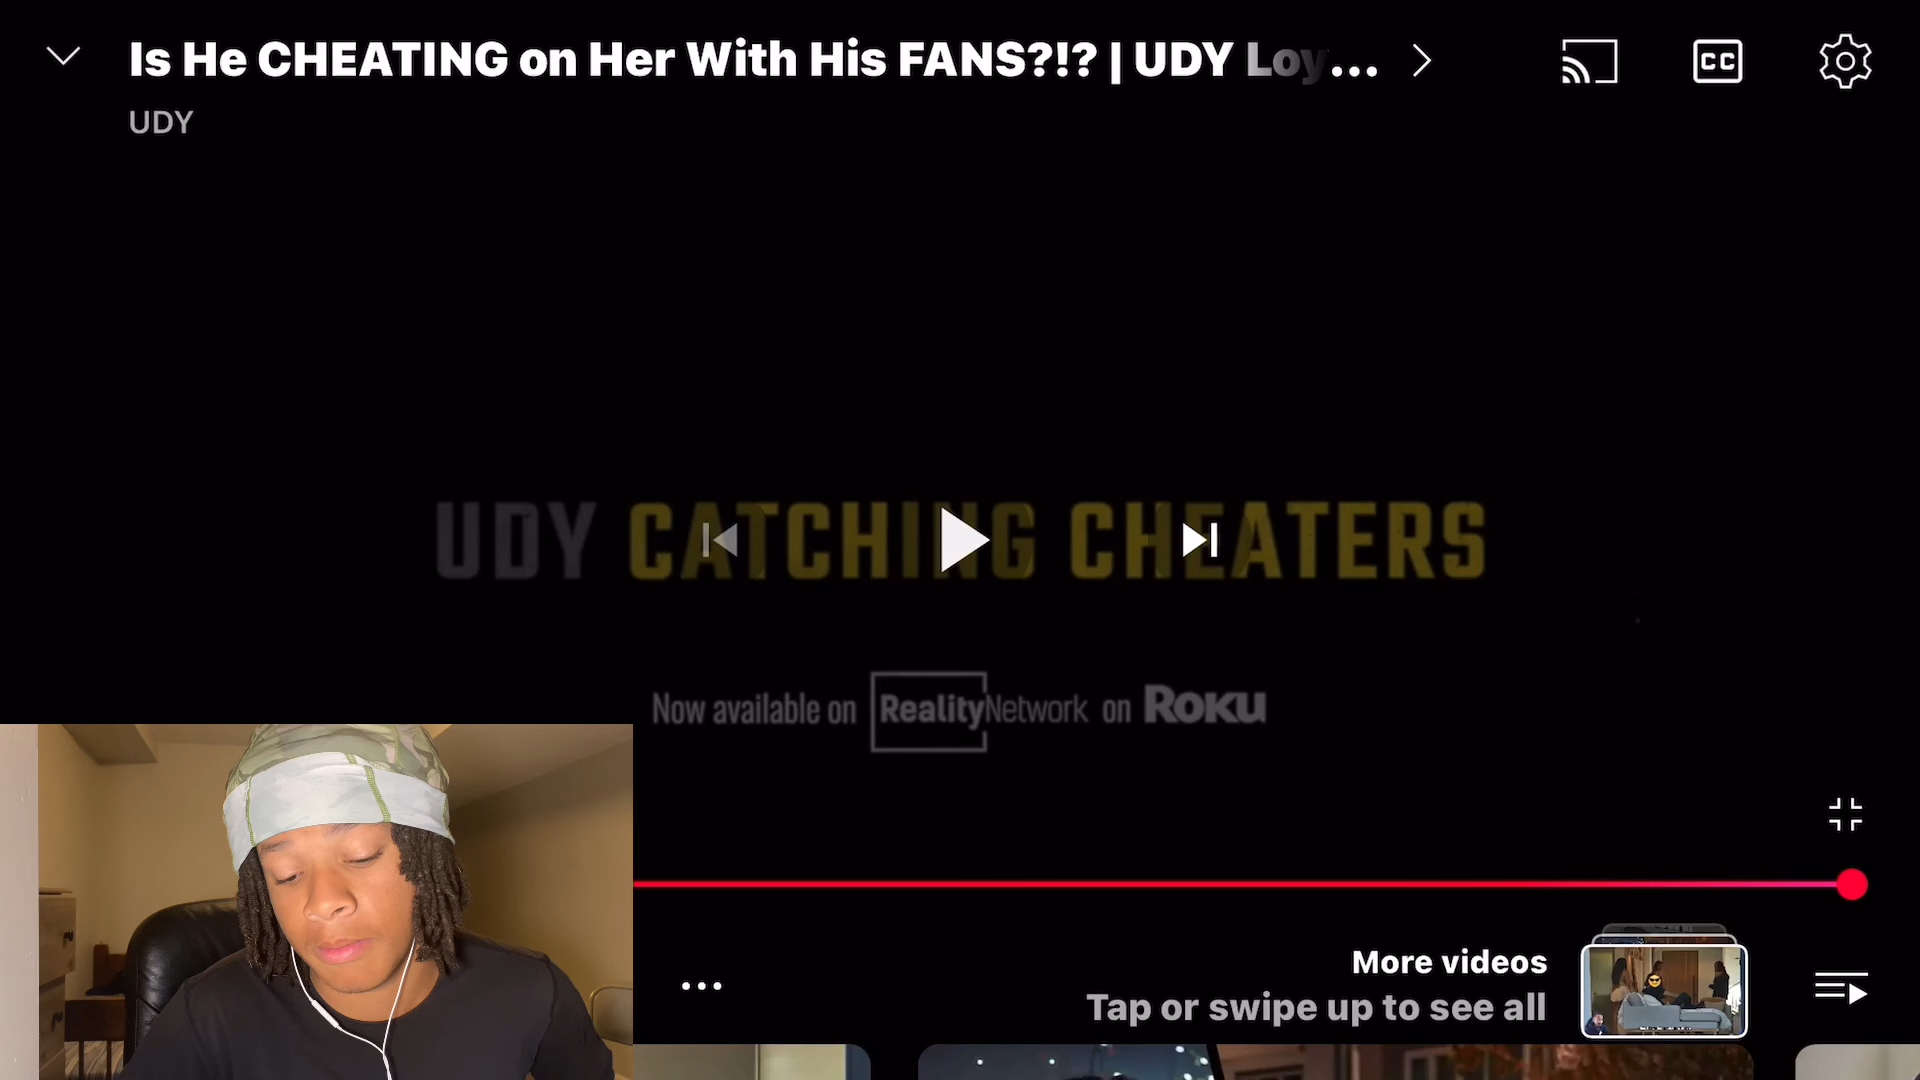 Is He CHEATING on Her With His FANS?!? | UDY Loy...
UDY
CC
UDY CATCHING CHEATERS
Now available on RealityNetwork on ROKU
More videos
Tap or swipe up to see all